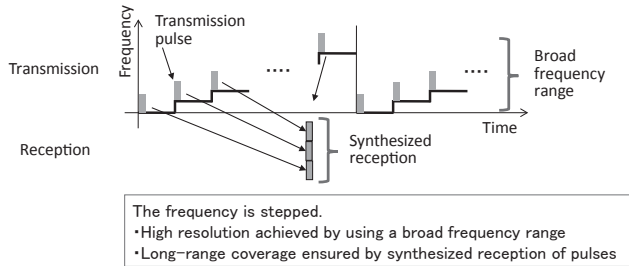 Frequency
Transmission
pulse
Transmission
....
....
Broad
frequency
range
Time
Reception
Synthesized
reception
The frequency is stepped.
・High resolution achieved by using a broad frequency range
・Long-range coverage ensured by synthesized reception of pulses